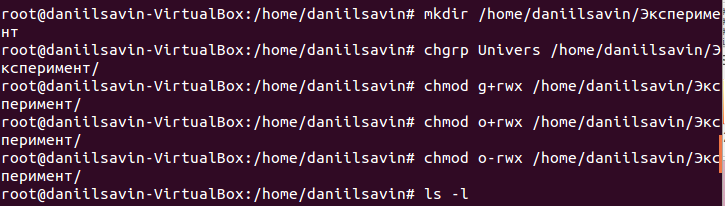 root@daniilsavin-VirtualBox:/home/daniilsavin# mkdir /home/daniilsavin/Эксперime
нт
root@daniilsavin-VirtualBox:/home/daniilsavin# chgrp Univers /home/daniilsavin/Э
ксперимент/
root@daniilsavin-VirtualBox:/home/daniilsavin# chmod g+rwx /home/daniilsavin/Экс
перимент/
root@daniilsavin-VirtualBox:/home/daniilsavin# chmod o+rwx /home/daniilsavin/Экс
перимент/
root@daniilsavin-VirtualBox:/home/daniilsavin# chmod o-rwx /home/daniilsavin/Экс
перимент/
root@daniilsavin-VirtualBox:/home/daniilsavin# ls -l